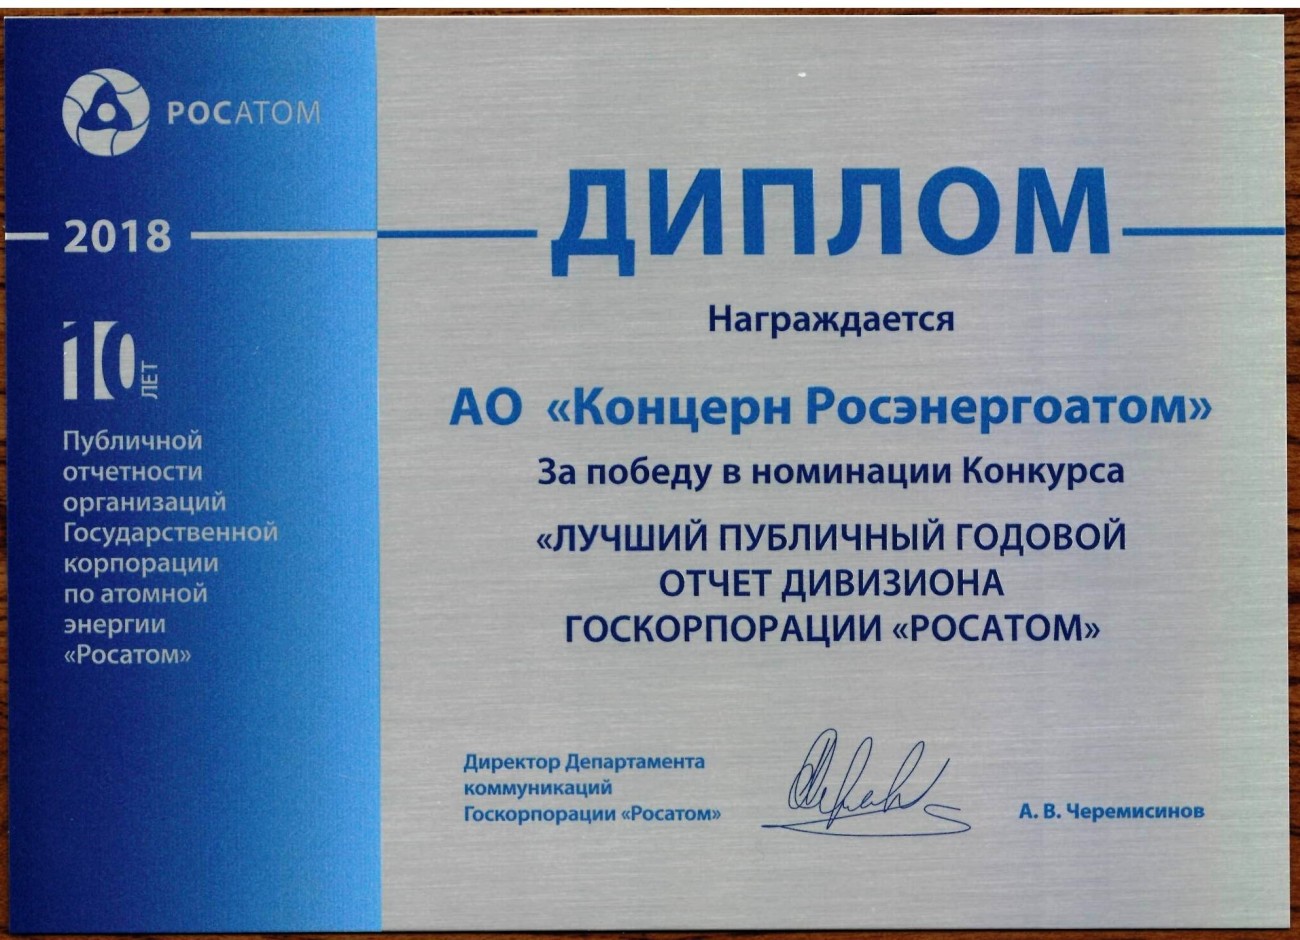 РОСАТОМ
2018
10 ЛЕТ
Публичной
отчетности
организаций
Государственной
корпорации
по атомной
энергии
«Росатом»
ДИПЛОМ
Награждается
АО «Концерн Росэнергоатом»
За победу в номинации Конкурса
«ЛУЧШИЙ ПУБЛИЧНЫЙ ГОДОВОЙ
ОТЧЕТ ДИВИЗИОНА
ГОСКОРПОРАЦИИ «РОСАТОМ»
Директор Департамента
коммуникаций
Госкорпорации «Росатом»
А. В. Черемисинов